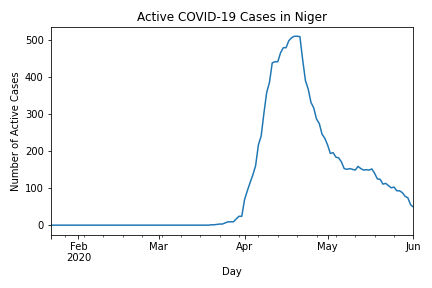 Active COVID-19 Cases in Niger
Number of Active Cases
500
400
300
200
100
0
Feb
2020
Mar
Apr
May
Jun
Day